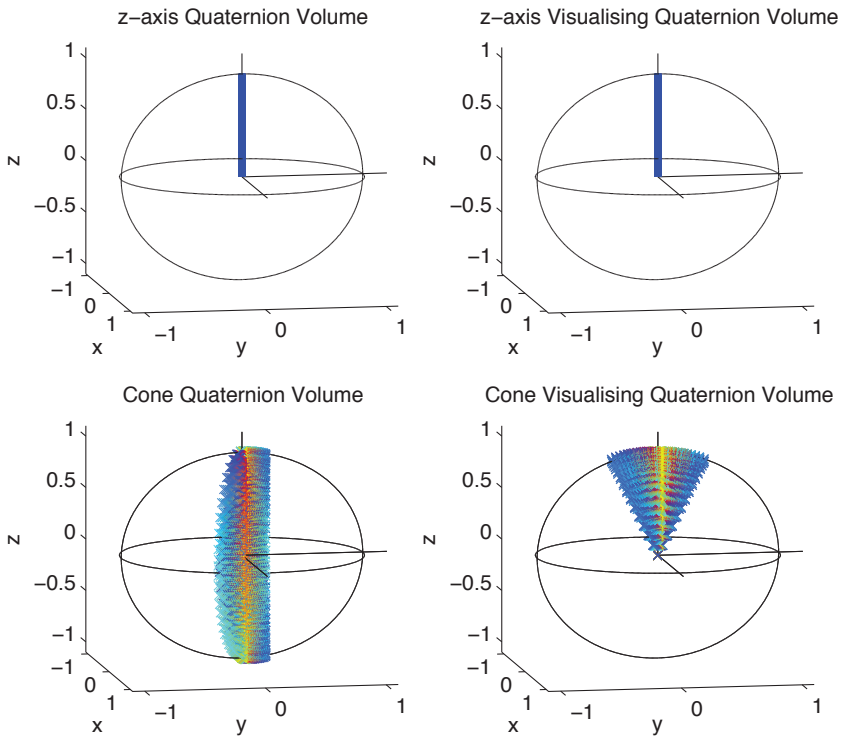 z−axis Quaternion Volume
1
0.5
0
−0.5
−1
z
−1
0
1
x
−1
0
1
y
z−axis Visualising Quaternion Volume
1
0.5
0
−0.5
−1
z
−1
0
1
x
−1
0
1
y
Cone Quaternion Volume
1
0.5
0
−0.5
−1
z
−1
0
1
x
−1
0
1
y
Cone Visualising Quaternion Volume
1
0.5
0
−0.5
−1
z
−1
0
1
x
−1
0
1
y